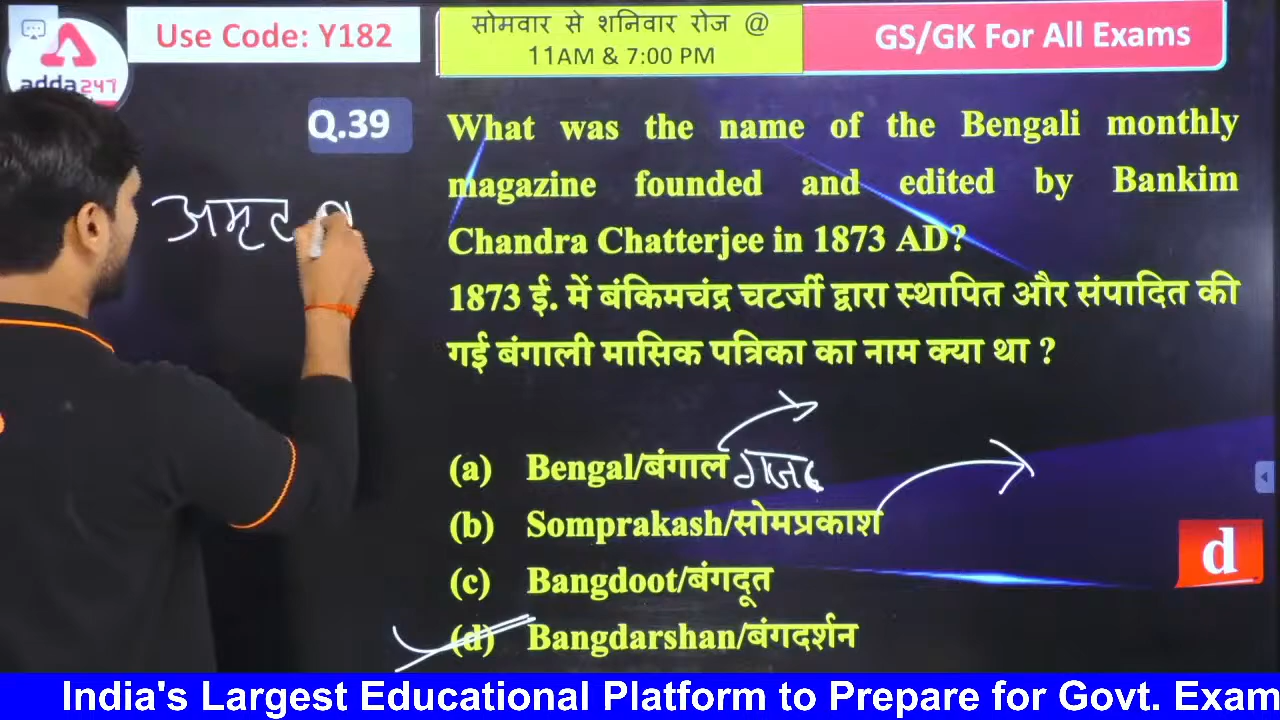 Use Code: Y182
सोमवार से शनिवार रोज @
11AM & 7:00 PM
GS/GK For All Exams
adda247
Q.39
What was the name of the Bengali monthly
magazine founded and edited by Bankim
Chandra Chatterjee in 1873 AD?
1873 ई. में बंकिमचंद्र चटर्जी द्वारा स्थापित और संपादित की
गई बंगाली मासिक पत्रिका का नाम क्या था ?
(a) Bengal/बंगाल
(b) Somprakash/सोमप्रकाश
(c) Bangdoot/बंगदूत
(d) Bangdarshan/बंगदर्शन
d
India's Largest Educational Platform to Prepare for Govt. Exam